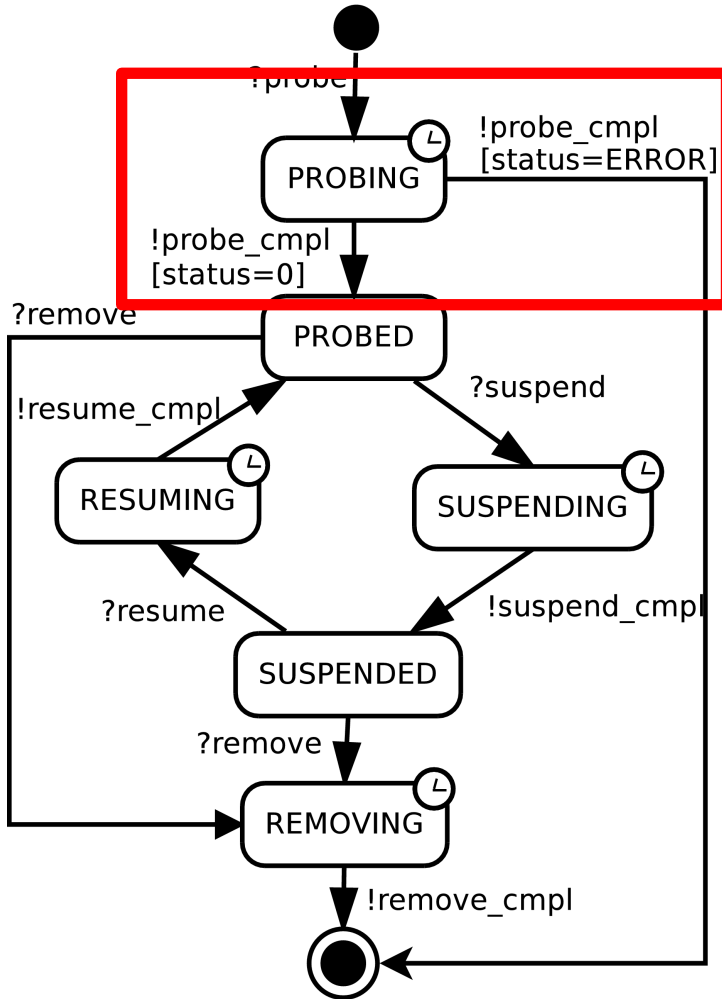 ?probe
!probe_cmpl
[status=ERROR]
PROBING
!probe_cmpl
[status=0]
?remove
PROBED
?suspend
!resume_cmpl
RESUMING
SUSPENDING
?resume
!suspend_cmpl
SUSPENDED
?remove
REMOVING
!remove_cmpl